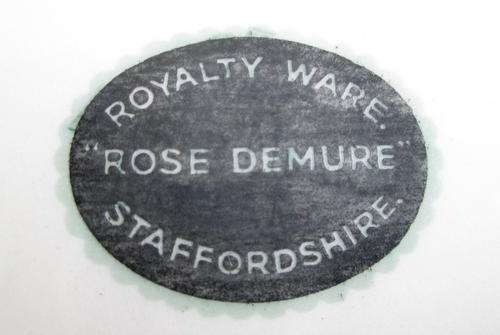 ROYALTY WARE.
"ROSE DEMURE"
STAFFORDSHIRE.